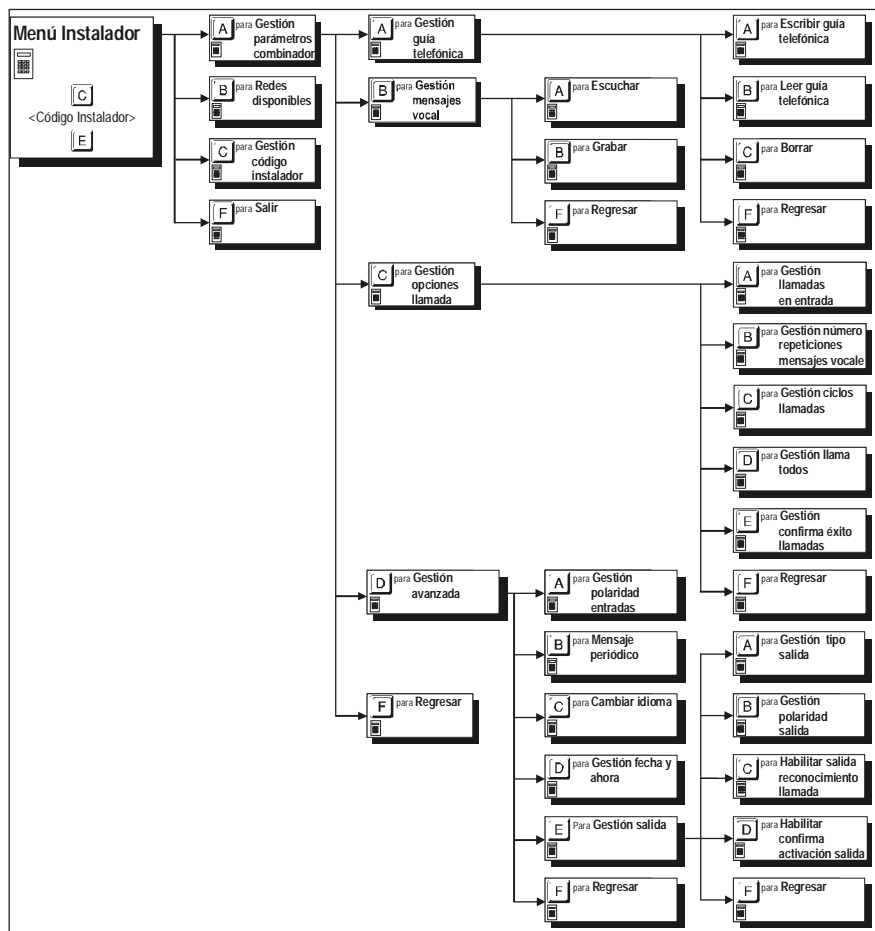 Menú Instalador
C
<Código Instalador>
E
A para Gestión
parámetros
combinador
B para Redes
disponibles
C para Gestión
código
instalador
F para Salir
A para Gestión
guía
telefónica
B para Gestión
mensajes
vocal
C para Gestión
opciones
llamada
D para Gestión
avanzada
F para Regresar
A para Escuchar
B para Grabar
F para Regresar
A para Gestión
polaridad
entradas
B para Mensaje
periódico
C para Cambiar idioma
D para Gestión fecha y
ahora
E Para Gestión salida
F para Regresar
A para Escribir guía
telefónica
B para Leer guía
telefónica
C para Borrar
F para Regresar
A para Gestión
llamadas
en entrada
B para Gestión número
repeticiones
mensajes vocale
C para Gestión ciclos
llamadas
D para Gestión llama
todos
E para Gestión
confirma éxito
llamadas
F para Regresar
A para Gestión tipo
salida
B para Gestión
polaridad
salida
C para Habilitar salida
reconocimiento
llamada
D para Habilitar
confirma
activación salida
F para Regresar